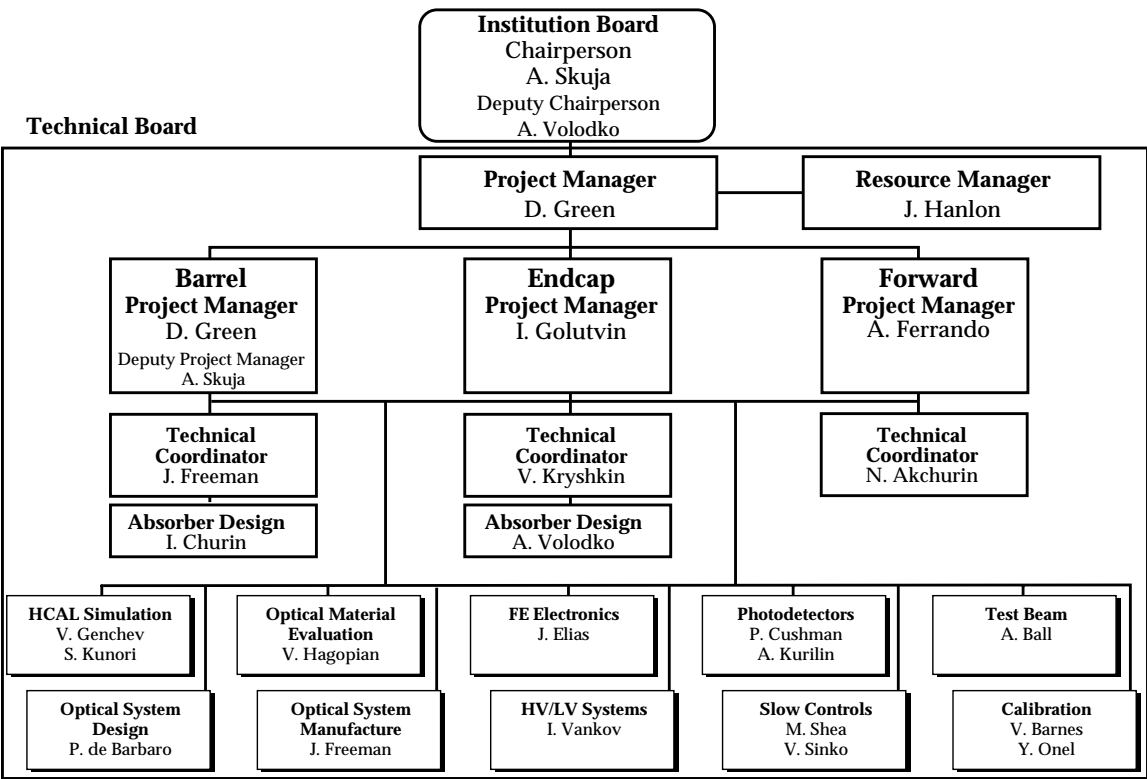 Institution Board
Chairperson
A. Skuja
Deputy Chairperson
A. Volodko
Technical Board
Project Manager
D. Green
Resource Manager
J. Hanlon
Barrel
Project Manager
D. Green
Deputy Project Manager
A. Skuja
Endcap
Project Manager
I. Golutvin
Forward
Project Manager
A. Ferrando
Technical
Coordinator
J. Freeman
Technical
Coordinator
V. Kryshkin
Technical
Coordinator
N. Akchurin
Absorber Design
I. Churin
Absorber Design
A. Volodko
HCAL Simulation
V. Genchev
S. Kunori
Optical Material
Evaluation
V. Hagopian
FE Electronics
J. Elias
Photodetectors
P. Cushman
A. Kurilin
Test Beam
A. Ball
Optical System
Design
P. de Barbaro
Optical System
Manufacture
J. Freeman
HV/LV Systems
I. Vankov
Slow Controls
M. Shea
V. Sinko
Calibration
V. Barnes
Y. Onel